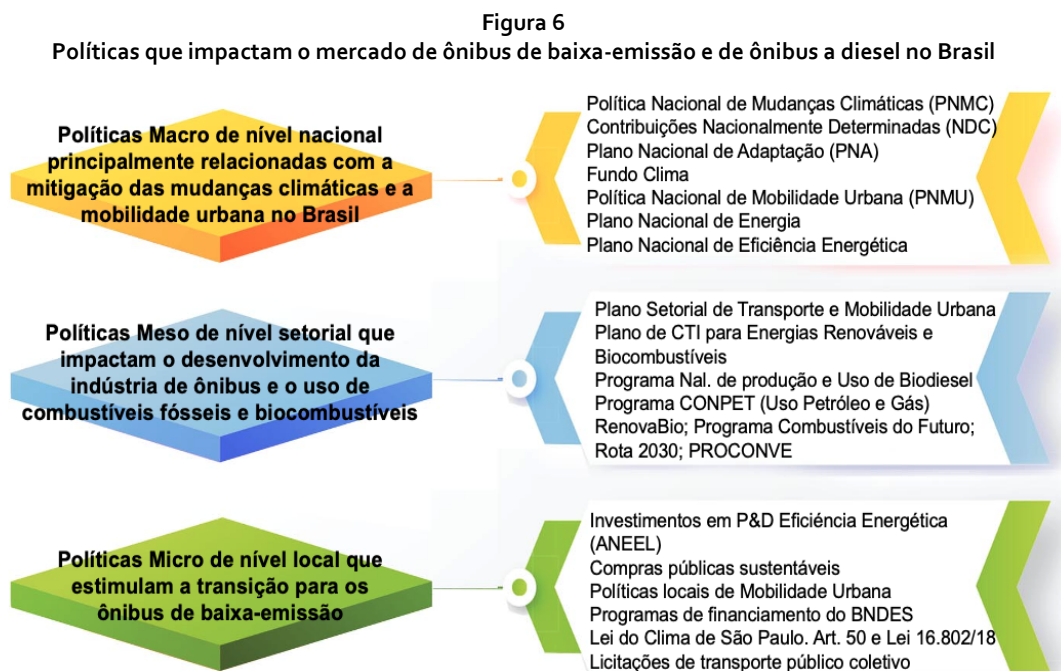 Figura 6
Políticas que impactam o mercado de ônibus de baixa-emissão e de ônibus a diesel no Brasil
Políticas Macro de nível nacional
principalmente relacionadas com a
mitigação das mudanças climáticas e a
mobilidade urbana no Brasil
Política Nacional de Mudanças Climáticas (PNMC)
Contribuições Nacionalmente Determinadas (NDC)
Plano Nacional de Adaptação (PNA)
Fundo Clima
Política Nacional de Mobilidade Urbana (PNMU)
Plano Nacional de Energia
Plano Nacional de Eficiência Energética
Políticas Meso de nível setorial que
impactam o desenvolvimento da
indústria de ônibus e o uso de
combustíveis fósseis e biocombustíveis
Plano Setorial de Transporte e Mobilidade Urbana
Plano de CTI para Energias Renováveis e
Biocombustíveis
Programa Nal. de produção e Uso de Biodiesel
Programa CONPET (Uso Petróleo e Gás)
RenovaBio; Programa Combustíveis do Futuro;
Rota 2030; PROCONVE
Políticas Micro de nível local que
estimulam a transição para os
ônibus de baixa-emissão
Investimentos em P&D Eficiéncia Energética
(ANEEL)
Compras públicas sustentáveis
Políticas locais de Mobilidade Urbana
Programas de financiamento do BNDES
Lei do Clima de São Paulo. Art. 50 e Lei 16.802/18
Licitações de transporte público coletivo